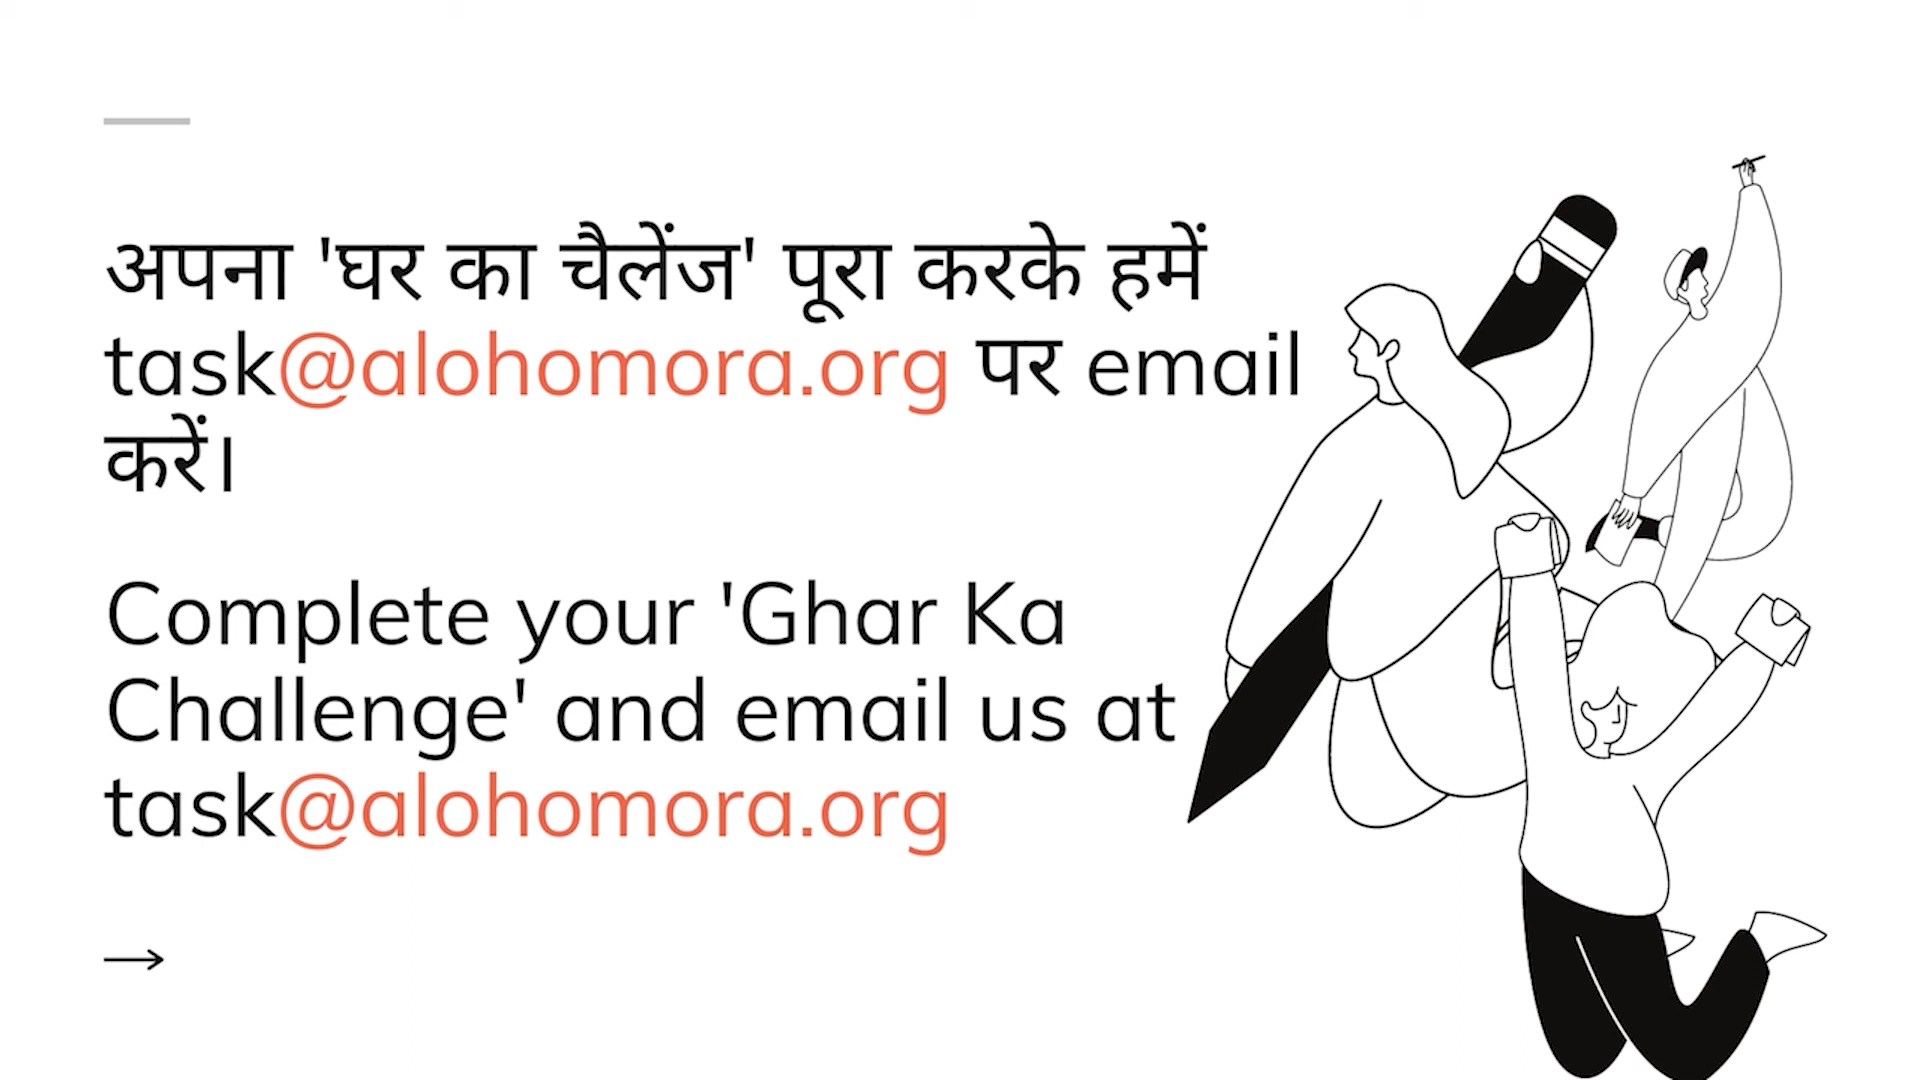 अपना 'घर का चैलेंज' पूरा करके हमें
task@alohomora.org पर email
करें।
Complete your 'Ghar Ka
Challenge' and email us at
task@alohomora.org